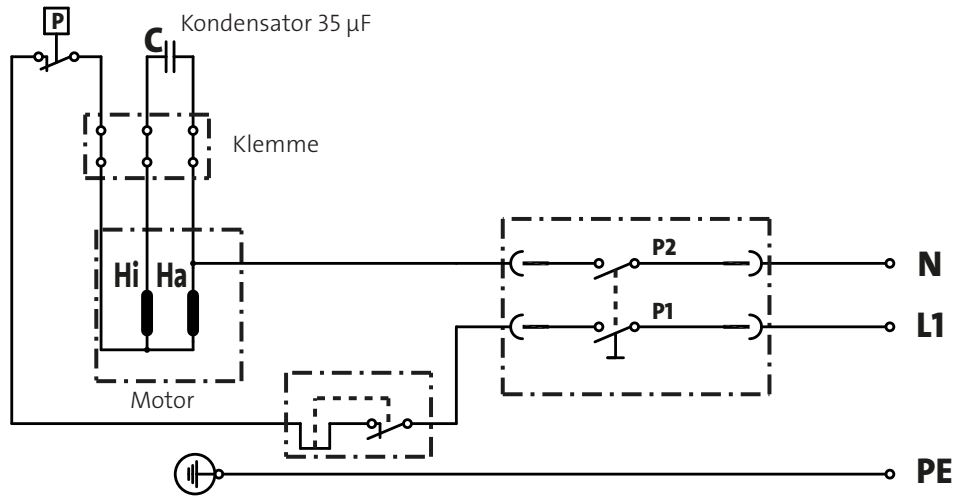 P
C Kondensator 35 µF
Klemme
Hi Ha
Motor
P2
N
P1
L1
PE